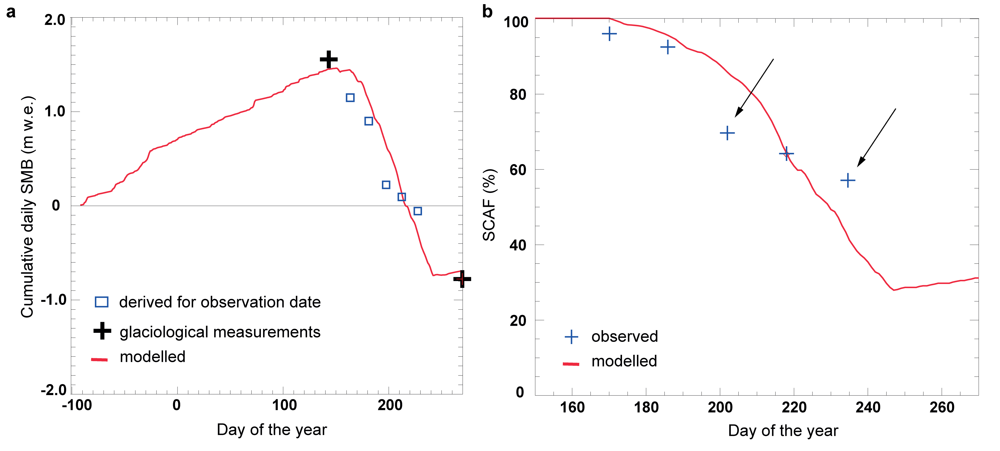 a
2.0
1.0
0
-1.0
-2.0
-100 0 100 200
Cumulative daily SMB (m w.e.)
Day of the year
derived for observation date
glaciological measurements
modelled
b
100
80
60
40
20
0
160 180 200 220 240 260
SCAF (%)
Day of the year
observed
modelled